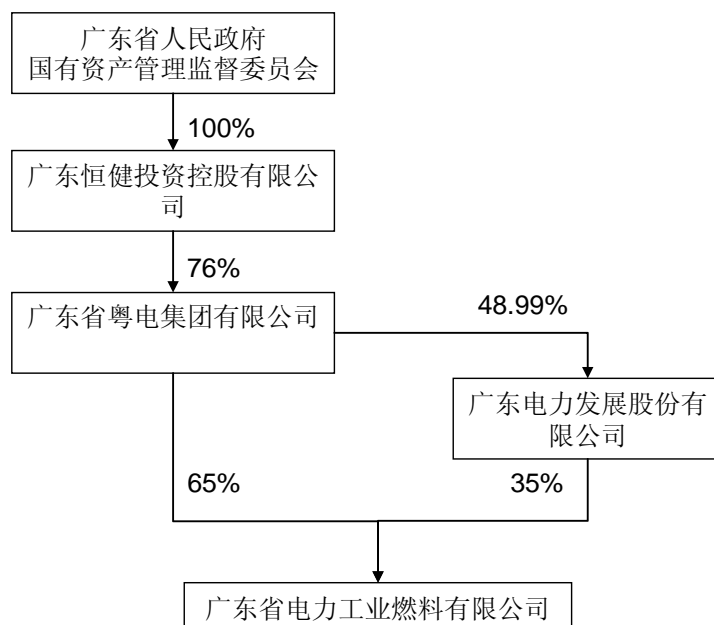 广东省人民政府
国有资产管理监督委员会
100%
广东恒健投资控股有限公
司
76%
广东省粤电集团有限公司
48.99%
广东电力发展股份有
限公司
65%
35%
广东省电力工业燃料有限公司